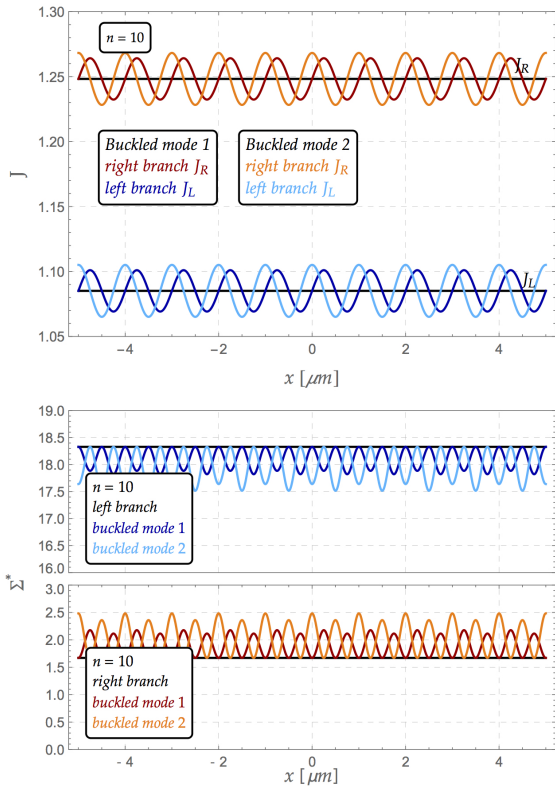 1.30
n = 10
1.25
J_R
1.20
Buckled mode 1
right branch J_R
left branch J_L
Buckled mode 2
right branch J_R
left branch J_L
J
1.10
J_L
1.05
−4
−2
0
2
4
x [μm]
19.0
18.5
18.0
17.5
17.0
16.5
16.0
n = 10
left branch
buckled mode 1
buckled mode 2
Σ*
3.0
2.5
2.0
1.5
1.0
0.5
0.0
n = 10
right branch
buckled mode 1
buckled mode 2
- 4
- 2
0
2
4
x [μm]